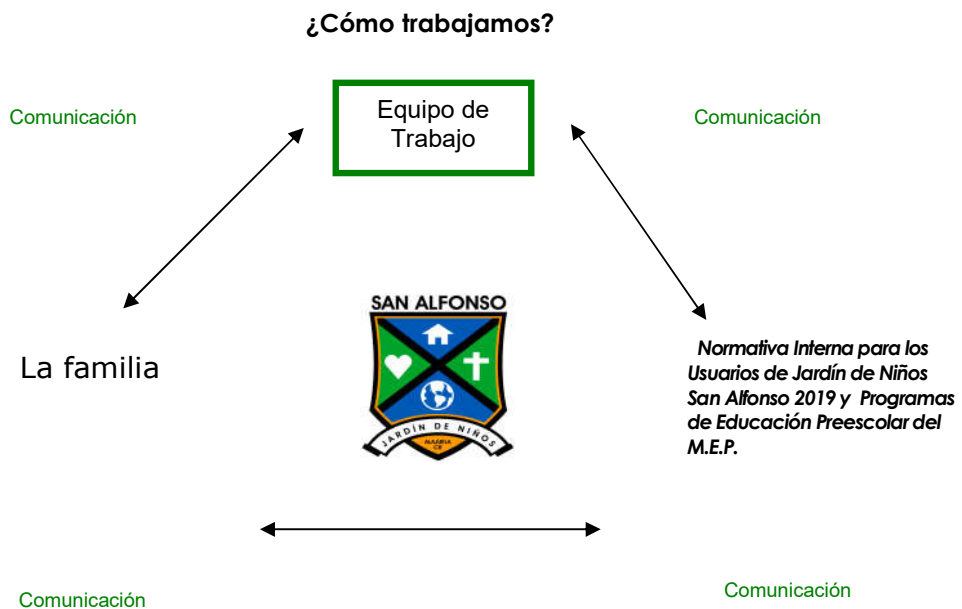 ¿Cómo trabajamos?
Comunicación
Equipo de
Trabajo
Comunicación
SAN ALFONSO
La familia
Normativa Interna para los
Usuarios de Jardín de Niños
San Alfonso 2019 y Programas
de Educación Preescolar del
M.E.P.
JARDÍN DE NIÑOS
Comunicación
Comunicación